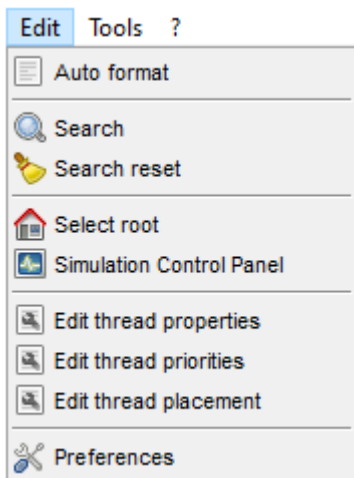 Edit Tools ?
Auto format
Search
Search reset
Select root
Simulation Control Panel
Edit thread properties
Edit thread priorities
Edit thread placement
Preferences